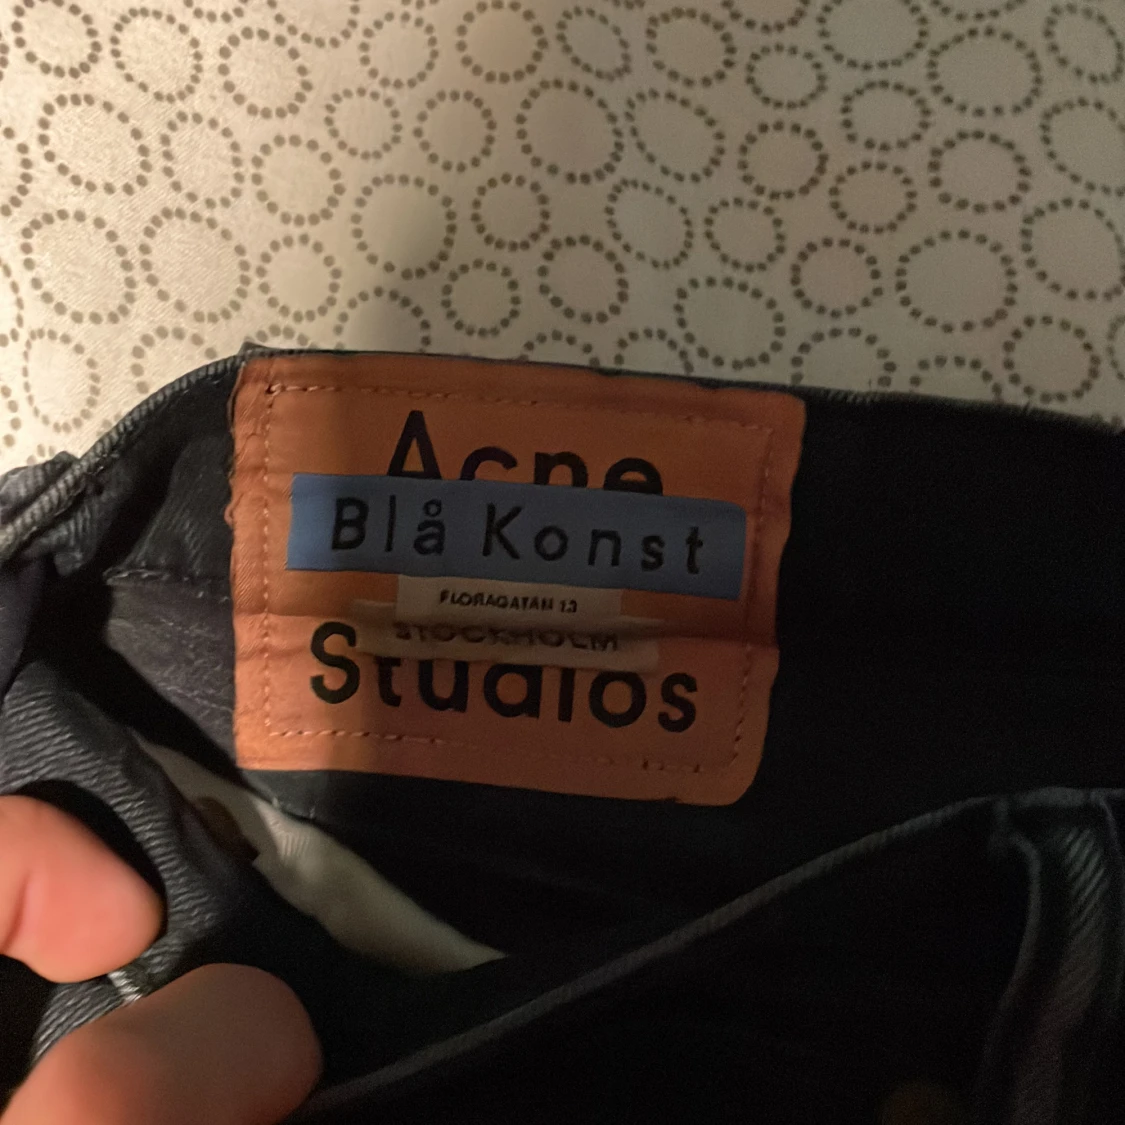 Acne
Blå Konst
FLORAGATAN 13
STOCKHOLM
Studios